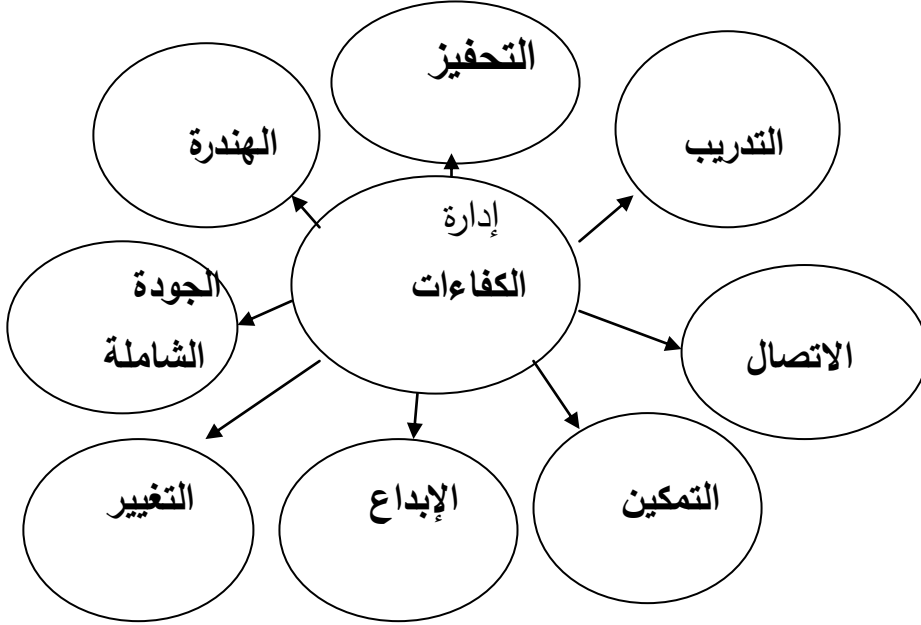 التحفيز
التدريب
الهندرة
إدارة
الكفاءات
الجودة
الشاملة
الاتصال
التمكين
الإبداع
التغيير